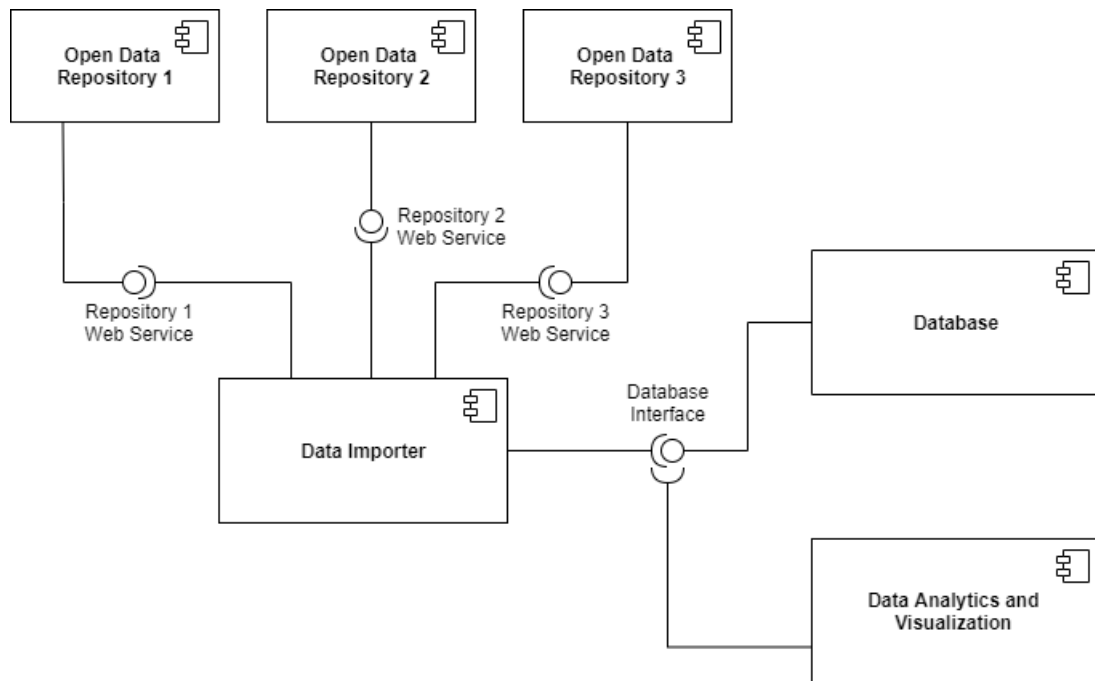 Open Data
Repository 1
Open Data
Repository 2
Open Data
Repository 3
Repository 2
Web Service
Repository 1
Web Service
Repository 3
Web Service
Database
Database
Interface
Data Importer
Data Analytics and
Visualization